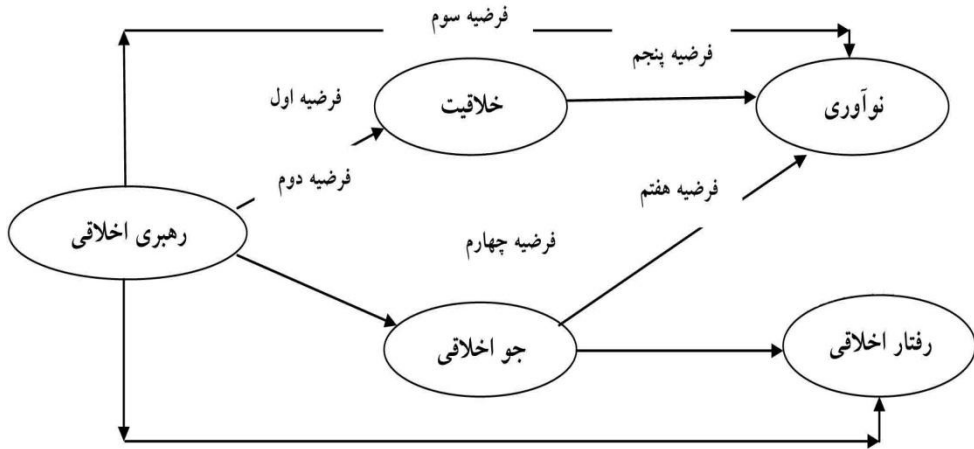 فرضیه سوم
فرضیه پنجم
خلاقیت
نوآوری
فرضیه اول
فرضیه دوم
فرضیه هفتم
رهبری اخلاقی
فرضیه چهارم
جو اخلاقی
رفتار اخلاقی